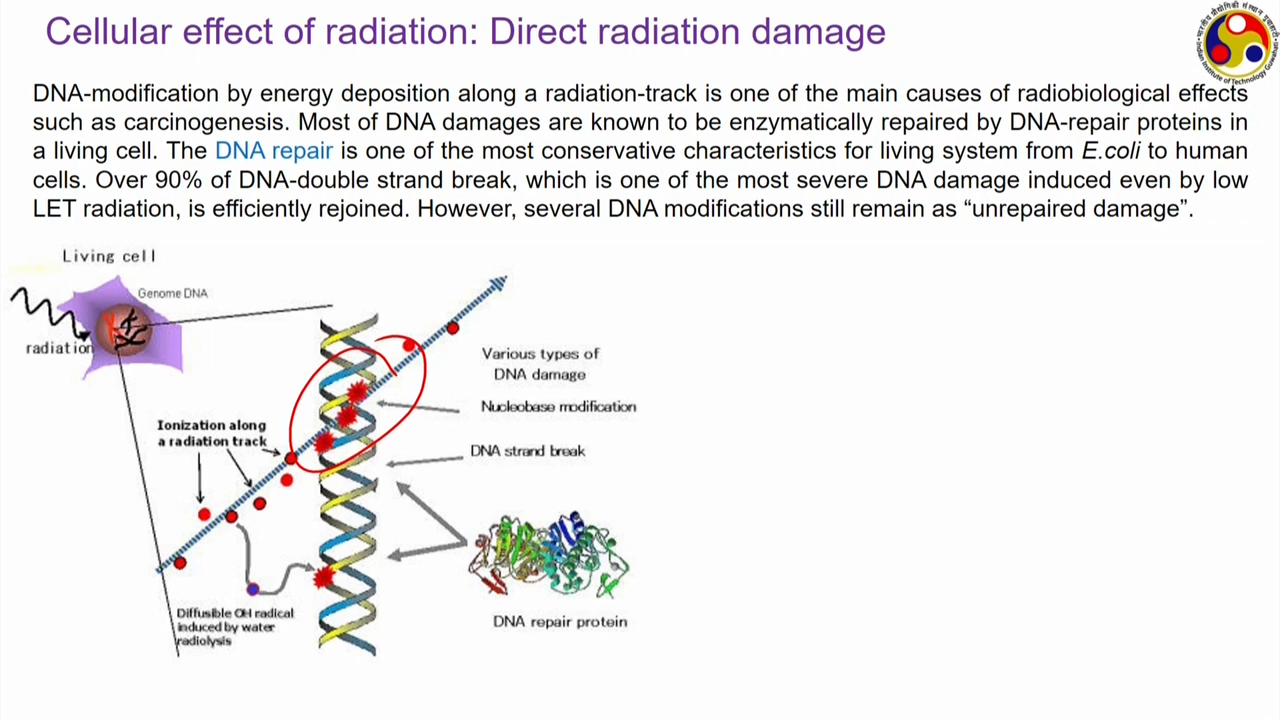 Cellular effect of radiation: Direct radiation damage
DNA-modification by energy deposition along a radiation-track is one of the main causes of radiobiological effects
such as carcinogenesis. Most of DNA damages are known to be enzymatically repaired by DNA-repair proteins in
a living cell. The DNA repair is one of the most conservative characteristics for living system from E.coli to human
cells. Over 90% of DNA-double strand break, which is one of the most severe DNA damage induced even by low
LET radiation, is efficiently rejoined. However, several DNA modifications still remain as “unrepaired damage”.
Living cell
Genome DNA
radiation
Various types of
DNA damage
Nucleobase modification
Ionization along
a radiation track
DNA strand break
Diffusible OH radical
induced by water
radiolysis
DNA repair protein
Indian Institute of Technology Guwahati